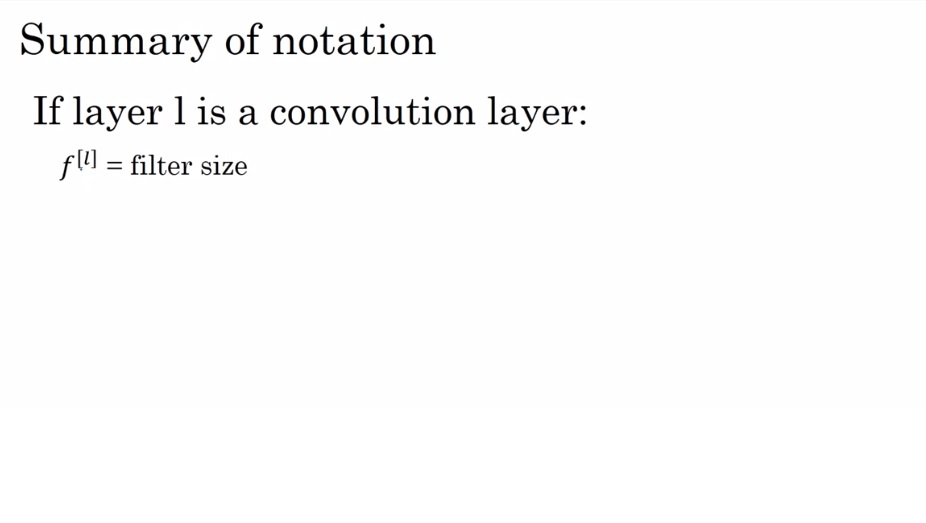 Summary of notation
If layer l is a convolution layer:
f^[l] = filter size